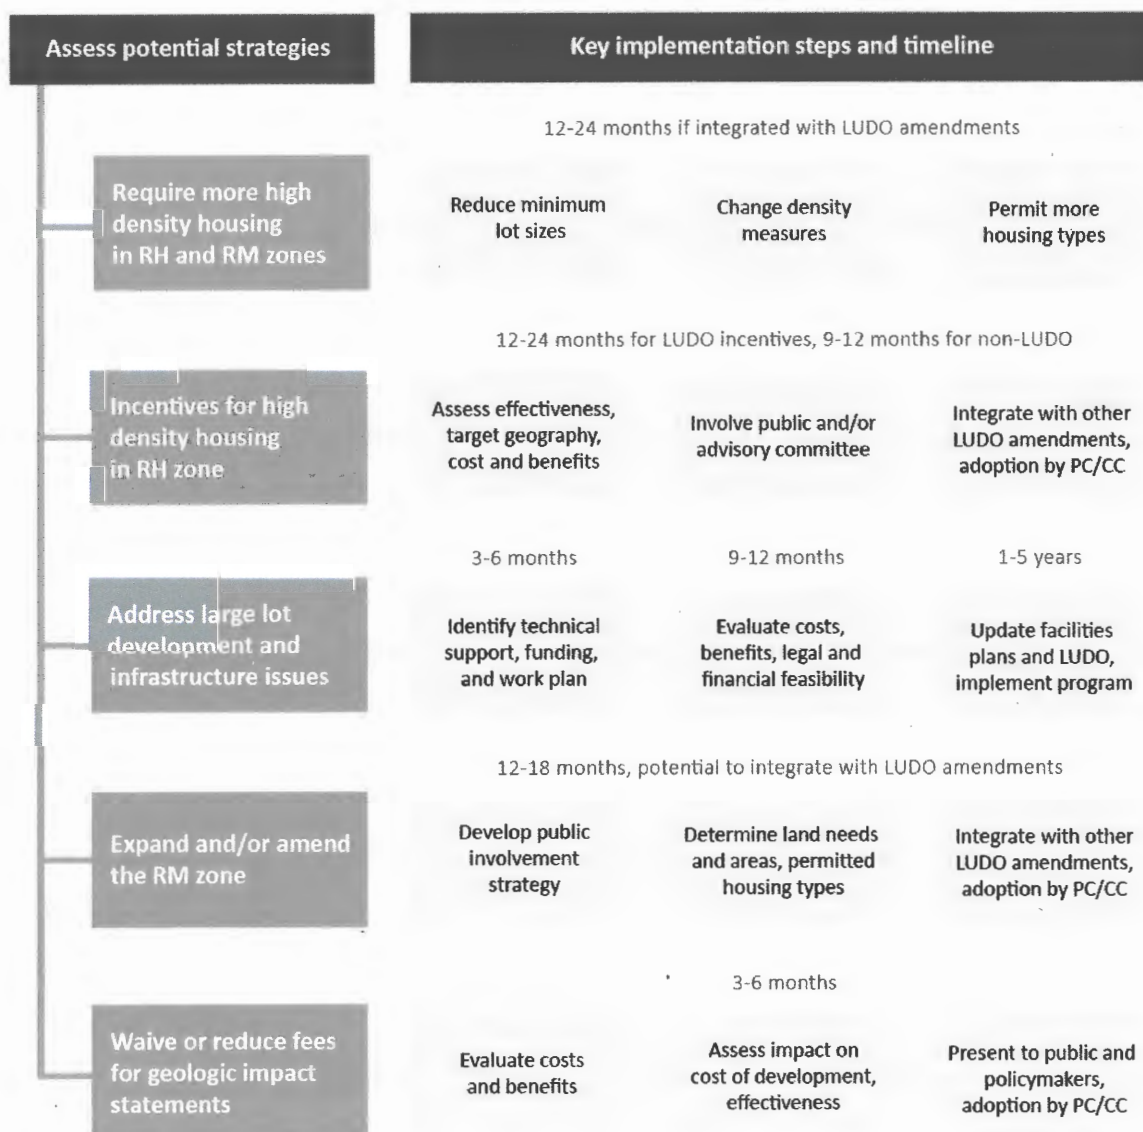 Assess potential strategies
Key implementation steps and timeline
12-24 months if integrated with LUDO amendments
Require more high
density housing
in RH and RM zones
Reduce minimum
lot sizes
Change density
measures
Permit more
housing types
12-24 months for LUDO incentives, 9-12 months for non-LUDO
Incentives for high
density housing
in RH zone
Assess effectiveness,
target geography,
cost and benefits
Involve public and/or
advisory committee
Integrate with other
LUDO amendments,
adoption by PC/CC
3-6 months
9-12 months
1-5 years
Address large lot
development and
infrastructure issues
Identify technical
support, funding,
and work plan
Evaluate costs,
benefits, legal and
financial feasibility
Update facilities
plans and LUDO,
implement program
12-18 months, potential to integrate with LUDO amendments
Expand and/or amend
the RM zone
Develop public
involvement
strategy
Determine land needs
and areas, permitted
housing types
Integrate with other
LUDO amendments,
adoption by PC/CC
3-6 months
Waive or reduce fees
for geologic impact
statements
Evaluate costs
and benefits
Assess impact on
cost of development,
effectiveness
Present to public and
policymakers,
adoption by PC/CC